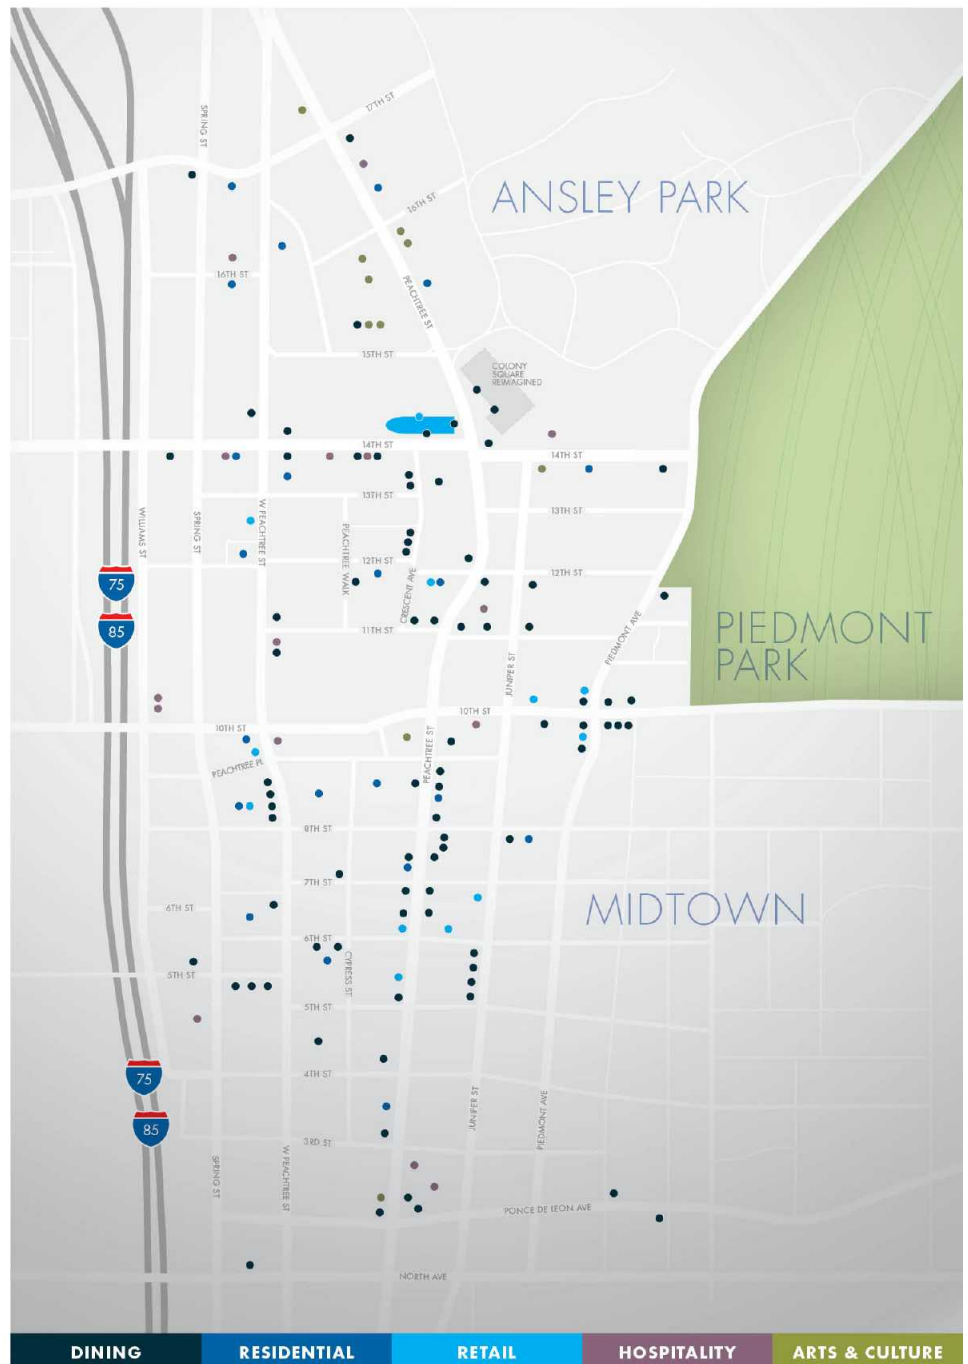 17TH ST
SPRING ST
ANSLEY PARK
16TH ST
16TH ST
PEACHTREE ST
15TH ST
COLONY
SQUARE
REIMAGINED
14TH ST
14TH ST
13TH ST
13TH ST
WILLIAMS ST
SPRING ST
W PEACHTREE ST
PEACHTREE WALK
12TH ST
12TH ST
CRESCENT AVE
75
85
11TH ST
PIEDMONT AVE
PIEDMONT
PARK
JUNIPER ST
10TH ST
10TH ST
PEACHTREE ST
PEACHTREE PL
8TH ST
7TH ST
MIDTOWN
6TH ST
6TH ST
CYPRESS ST
5TH ST
5TH ST
75
4TH ST
85
JUNIPER ST
PIEDMONT AVE
3RD ST
SPRING ST
W PEACHTREE ST
PONCE DE LEON AVE
NORTH AVE
DINING RESIDENTIAL RETAIL HOSPITALITY ARTS & CULTURE